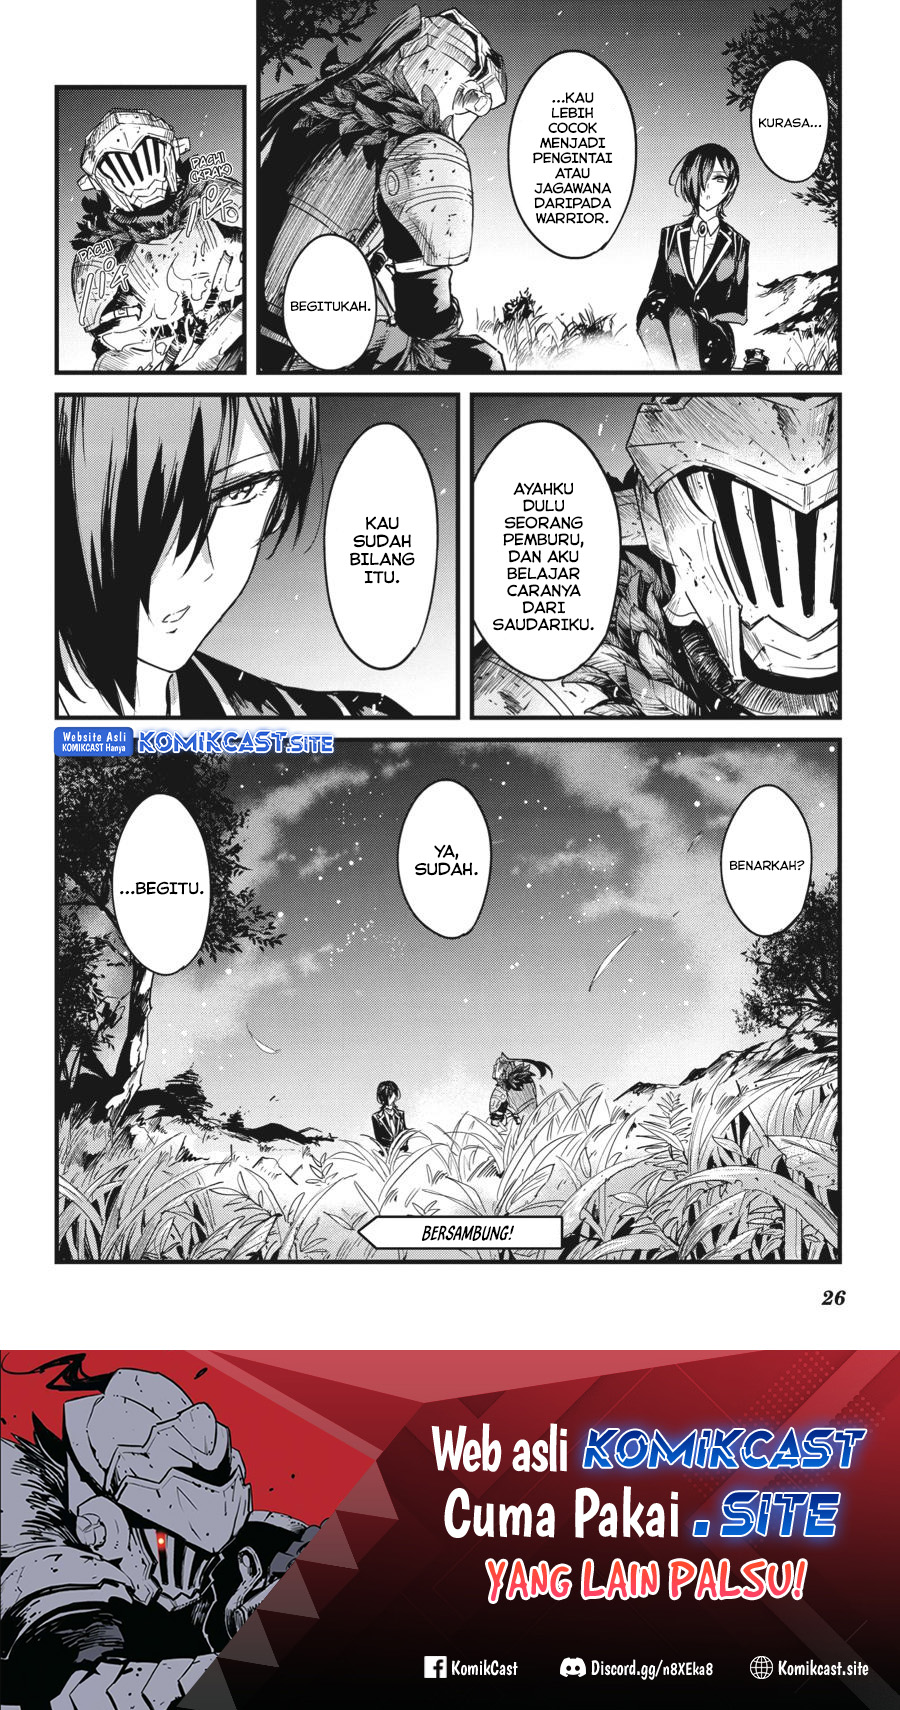 KURASA...
...KAU
LEBIH
COCOK
MENJADI
PENGINTAI
ATAU
JAGAWANA
DARIPADA
WARRIOR.
BEGITUKAH.
PACHI
(KRAK)
PACHI
AYAHKU
DULU
SEORANG
PEMBURU,
DAN AKU
BELAJAR
CARANYA
DARI
SAUDARIKU.
KAU
SUDAH
BILANG
ITU.
Website Asli
KOMIKCAST Hanya
KOMIKCAST.SITE
BENARKAH?
YA,
SUDAH.
...BEGITU.
BERSAMBUNG!
26
Web asli KOMIKCAST
Cuma Pakai .SITE
YANG LAIN PALSU!
KomikCast
Discord.gg/n8XEka8
Komikcast.site